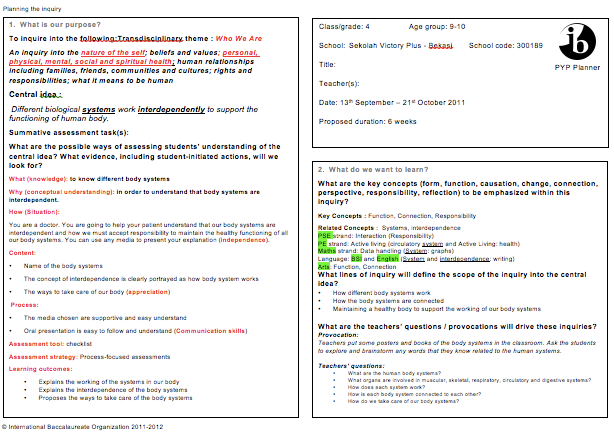 Planning the inquiry
1. What is our purpose?
To inquire into the following:Transdisciplinary theme : Who We Are
An inquiry into the nature of the self; beliefs and values; personal,
physical, mental, social and spiritual health; human relationships
including families, friends, communities and cultures; rights and
responsibilities; what it means to be human
Central idea :
Different biological systems work interdependently to support the
functioning of human body.
Summative assessment task(s):
What are the possible ways of assessing students' understanding of the
central idea? What evidence, including student-initiated actions, will we
look for?
What (knowledge): to know different body systems
Why (conceptual understanding): in order to understand that body systems are
interdependent.
How (Situation):
You are a doctor. You are going to help your patient understand that our body systems are
interdependent and how we must accept responsibility to maintain the healthy functioning of all
our body systems. You can use any media to present your explanation (Independence).
Content:
• Name of the body systems
• The concept of interdependence is clearly portrayed as how body system works
• The ways to take care of our body (appreciation)
Process:
• The media chosen are supportive and easy understand
• Oral presentation is easy to follow and understand (Communication skills)
Assessment tool: checklist
Assessment strategy: Process-focused assessments
Learning outcomes:
• Explains the working of the systems in our body
• Explains the interdependence of the body systems
• Proposes the ways to take care of the body systems
Class/grade: 4 Age group: 9-10
School: Sekolah Victory Plus - Bekasi School code: 300189
Title:
Teacher(s):
Date: 13th September – 21st October 2011
Proposed duration: 6 weeks
ib
PYP Planner
2. What do we want to learn?
What are the key concepts (form, function, causation, change, connection,
perspective, responsibility, reflection) to be emphasized within this
inquiry?
Key Concepts : Function, Connection, Responsibility
Related Concepts : Systems, interdependence
PSE strand: Interaction (Responsibility)
PE strand: Active living (circulatory system and Active Living: health)
Maths strand: Data handling (System: graphs)
Language: BSI and English (System and interdependence: writing)
Arts: Function, Connection
What lines of inquiry will define the scope of the inquiry into the central
idea?
• How different body systems work
• How the body systems are connected
• Maintaining a healthy body to support the working of our body systems
What are the teachers' questions / provocations will drive these inquiries?
Provocation:
Teachers put some posters and books of the body systems in the classroom. Ask the students
to explore and brainstorm any words that they know related to the human systems.
Teachers' questions:
• What are the human body systems?
• What organs are involved in muscular, skeletal, respiratory, circulatory and digestive systems?
• How does each system work?
• How is each body system connected to each other?
• How do we take care of our body systems?
© International Baccalaureate Organization 2011-2012